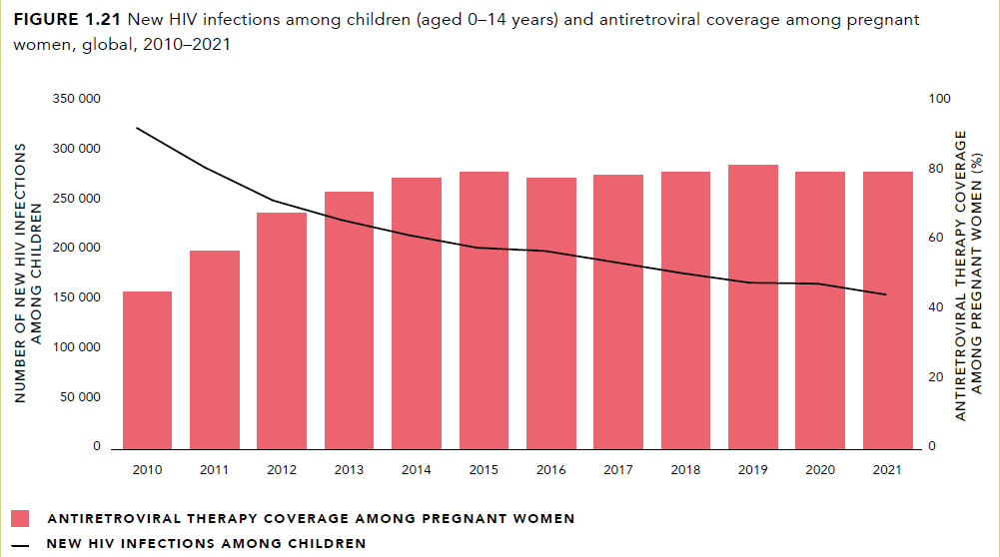 FIGURE 1.21 New HIV infections among children (aged 0–14 years) and antiretroviral coverage among pregnant
women, global, 2010–2021
350 000
300 000
250 000
200 000
150 000
100 000
50 000
0
NUMBER OF NEW HIV INFECTIONS
AMONG CHILDREN
100
80
60
40
20
0
ANTIRETROVIRAL THERAPY COVERAGE
AMONG PREGNANT WOMEN (%)
2010 2011 2012 2013 2014 2015 2016 2017 2018 2019 2020 2021
ANTIRETROVIRAL THERAPY COVERAGE AMONG PREGNANT WOMEN
NEW HIV INFECTIONS AMONG CHILDREN